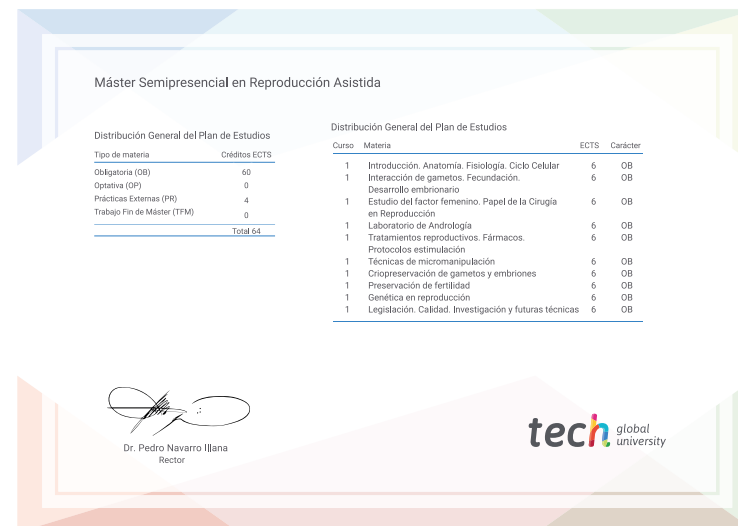 Máster Semipresencial en Reproducción Asistida
Distribución General del Plan de Estudios
Tipo de materia Créditos ECTS
Obligatoria (OB) 60
Optativa (OP) 0
Prácticas Externas (PR) 4
Trabajo Fin de Máster (TFM) 0
Total 64
Distribución General del Plan de Estudios
Curso Materia ECTS Carácter
1 Introducción. Anatomía. Fisiología. Ciclo Celular 6 OB
1 Interacción de gametos. Fecundación. 6 OB
Desarrollo embrionario
1 Estudio del factor femenino. Papel de la Cirugía 6 OB
en Reproducción
1 Laboratorio de Andrología 6 OB
1 Tratamientos reproductivos. Fármacos. 6 OB
Protocolos estimulación
1 Técnicas de micromanipulación 6 OB
1 Criopreservación de gametos y embriones 6 OB
1 Preservación de fertilidad 6 OB
1 Genética en reproducción 6 OB
1 Legislación. Calidad. Investigación y futuras técnicas 6 OB
Dr. Pedro Navarro Illana
Rector
tech global
university